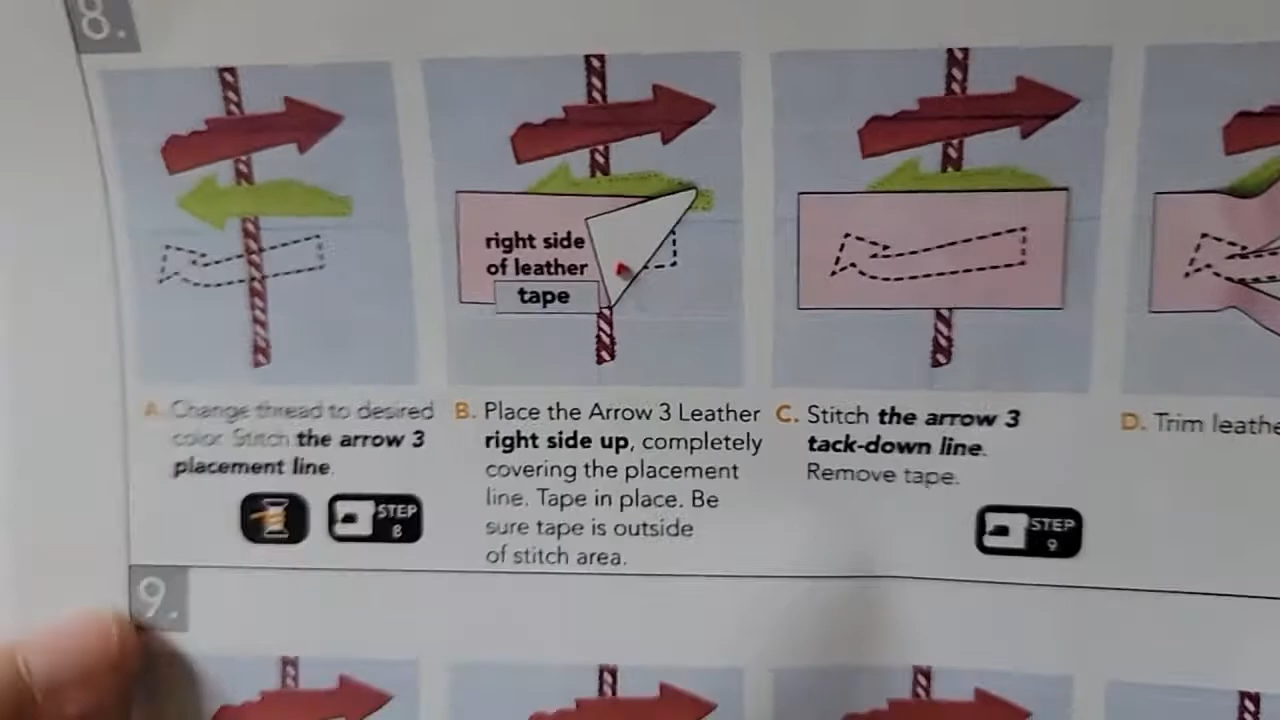 8.
right side
of leather
tape
A. Change thread to desired
color. Stitch the arrow 3
placement line.
STEP
8
B. Place the Arrow 3 Leather
right side up, completely
covering the placement
line. Tape in place. Be
sure tape is outside
of stitch area.
C. Stitch the arrow 3
tack-down line.
Remove tape.
STEP
9
D. Trim
9.